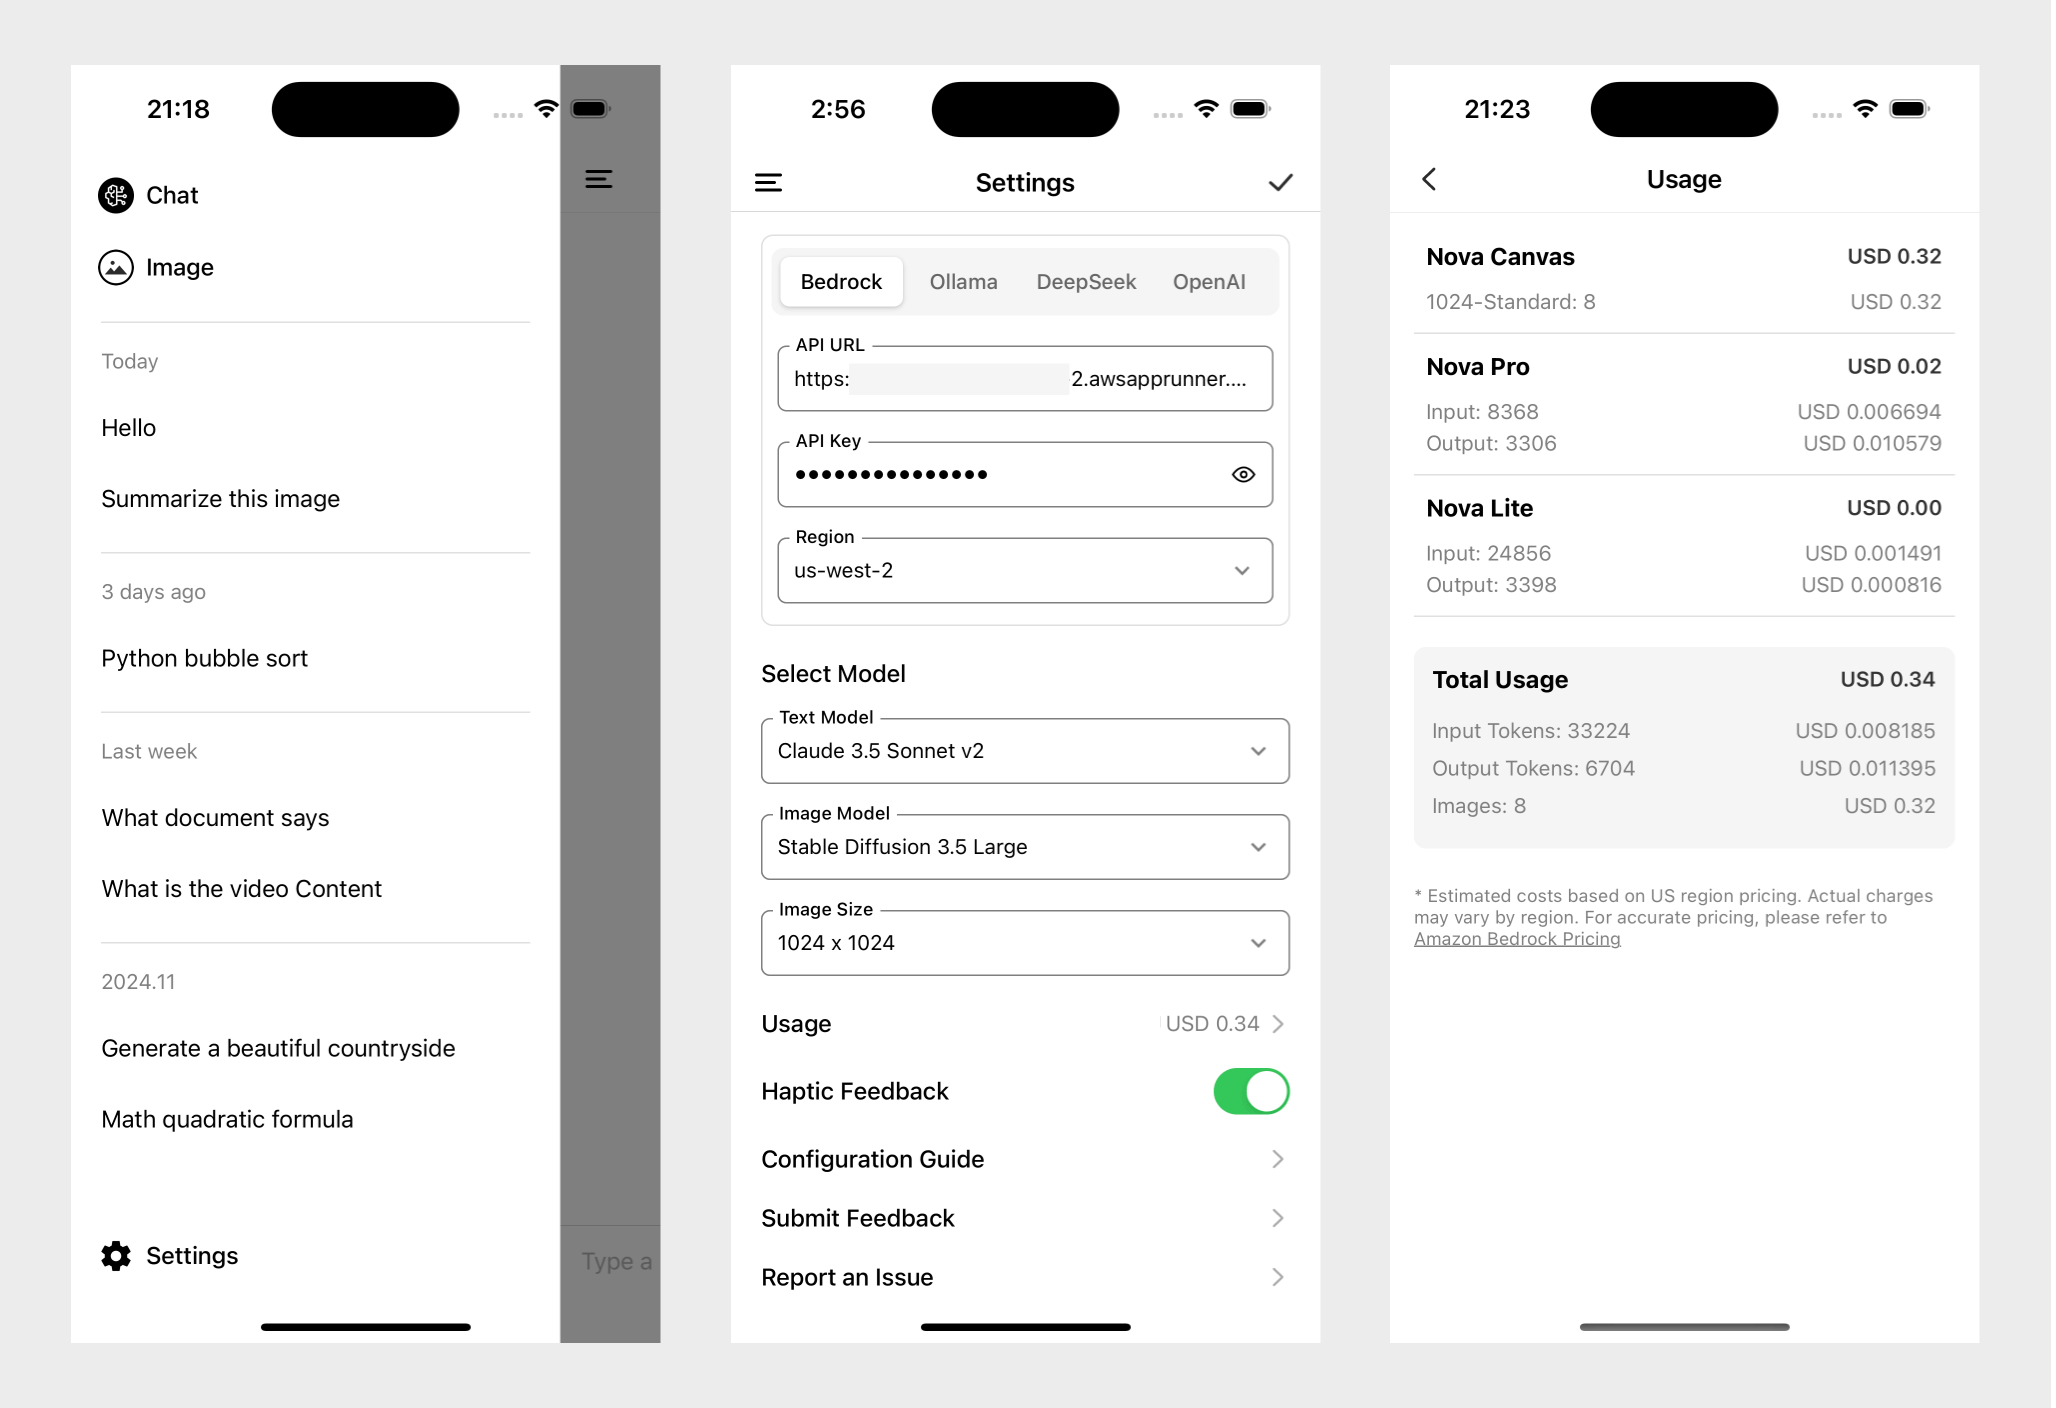 21:18
Chat
Image
Today
Hello
Summarize this image
3 days ago
Python bubble sort
Last week
What document says
What is the video Content
2024.11
Generate a beautiful countryside
Math quadratic formula
Settings
Type a
2:56
Settings
Bedrock Ollama DeepSeek OpenAI
API URL
https: 2.awsapprunner....
API Key
•••••••••••••••
Region
us-west-2
Select Model
Text Model
Claude 3.5 Sonnet v2
Image Model
Stable Diffusion 3.5 Large
Image Size
1024 x 1024
Usage USD 0.34
Haptic Feedback
Configuration Guide
Submit Feedback
Report an Issue
21:23
Usage
Nova Canvas USD 0.32
1024-Standard: 8 USD 0.32
Nova Pro USD 0.02
Input: 8368 USD 0.006694
Output: 3306 USD 0.010579
Nova Lite USD 0.00
Input: 24856 USD 0.001491
Output: 3398 USD 0.000816
Total Usage USD 0.34
Input Tokens: 33224 USD 0.008185
Output Tokens: 6704 USD 0.011395
Images: 8 USD 0.32
* Estimated costs based on US region pricing. Actual charges
may vary by region. For accurate pricing, please refer to
Amazon Bedrock Pricing